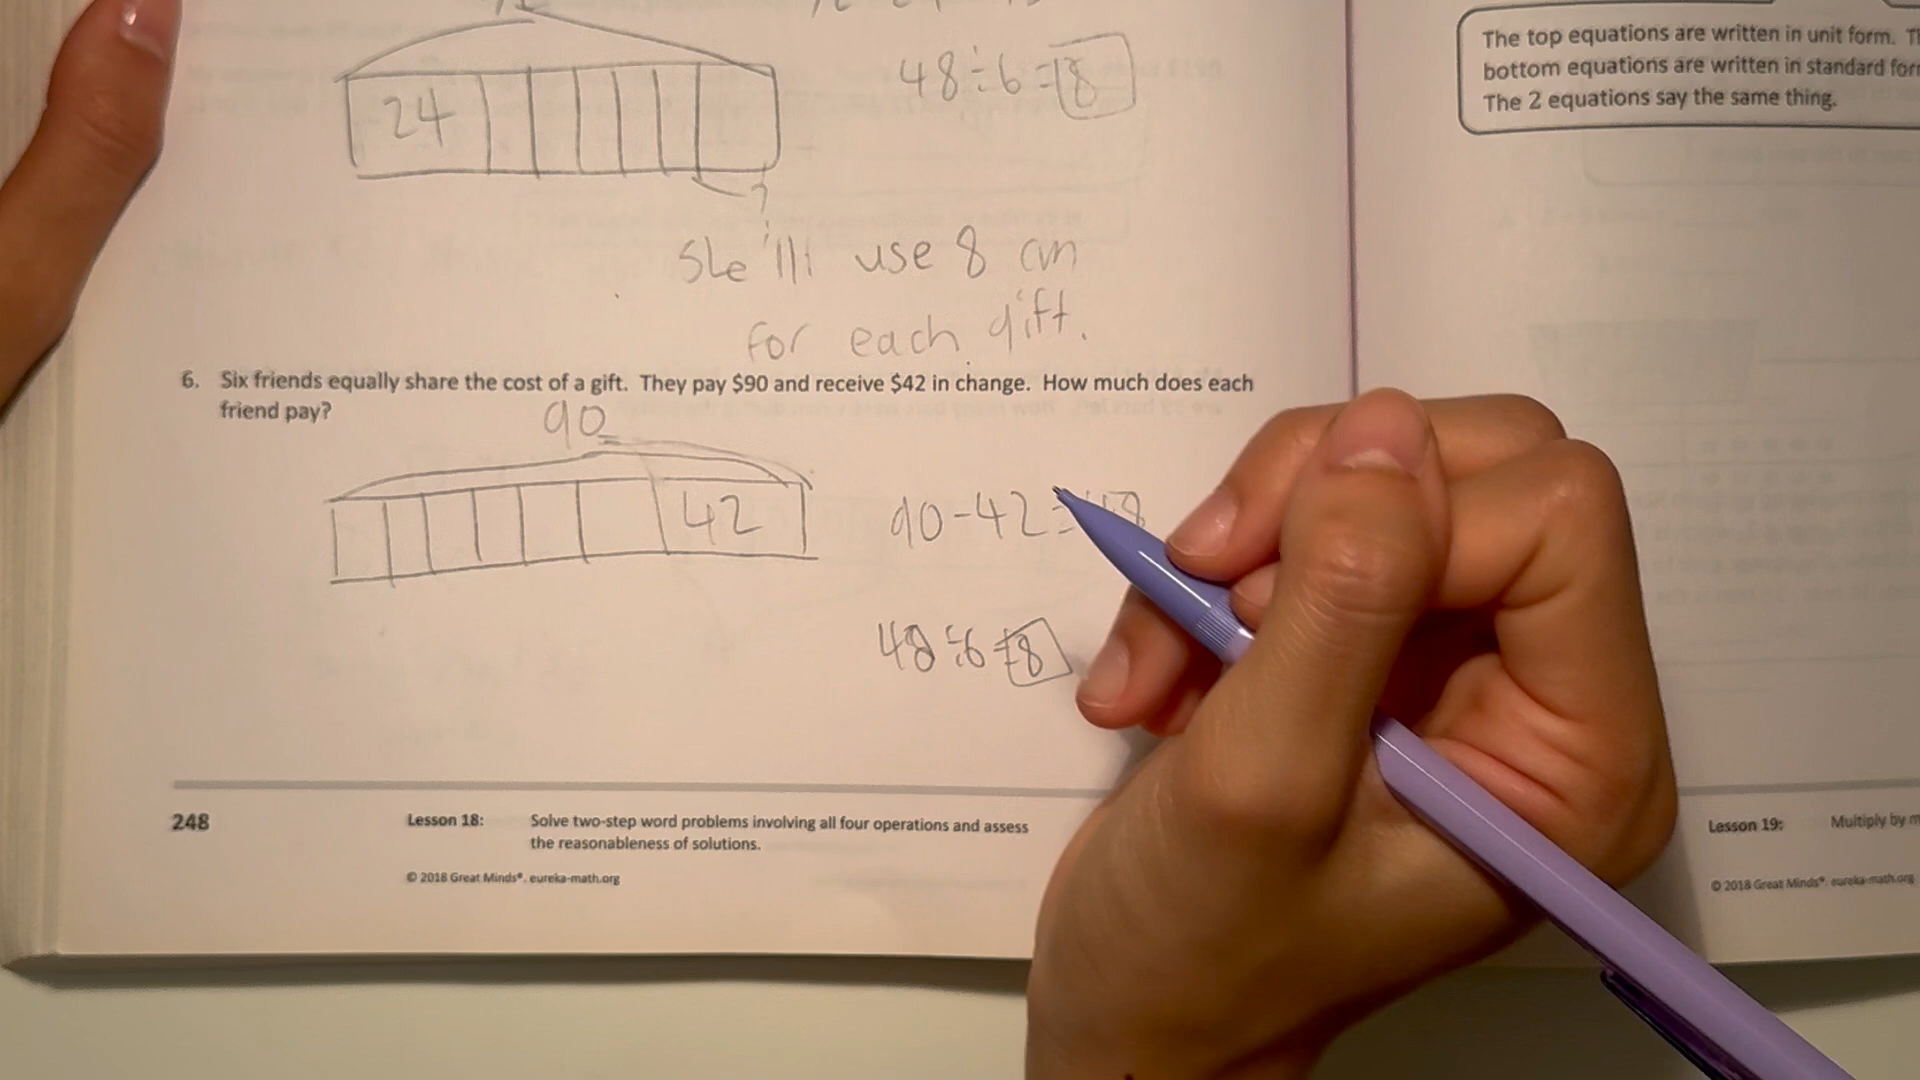 24
48÷6=8
?
She'll use 8 cm
for each gift.
6. Six friends equally share the cost of a gift. They pay $90 and receive $42 in change. How much does each
friend pay?
90
42
90-42=48
48÷6=8
248
Lesson 18: Solve two-step word problems involving all four operations and assess
the reasonableness of solutions.
© 2018 Great Minds®. eureka-math.org
The top equations are written in unit form.
bottom equations are written in standard
The 2 equations say the same thing.
Lesson 19: Multiply by
© 2018 Great Minds®. eureka-math.org